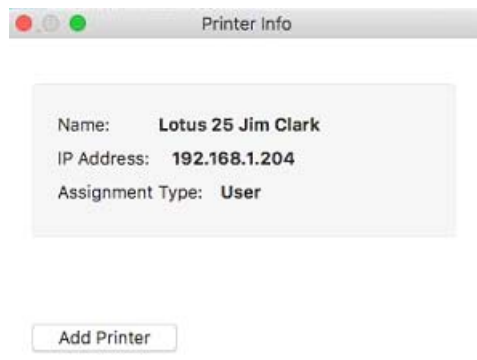 Printer Info
Name: Lotus 25 Jim Clark
IP Address: 192.168.1.204
Assignment Type: User
Add Printer